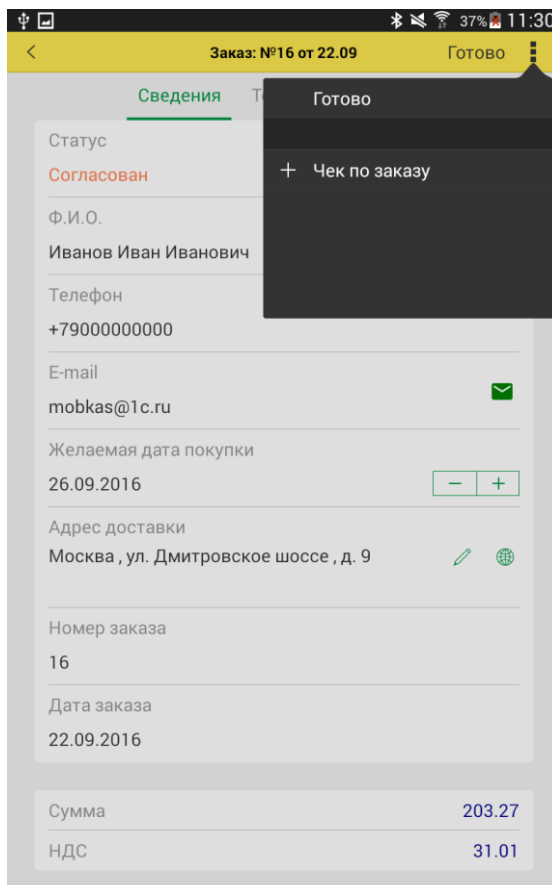 37% 11:30
Заказ: №16 от 22.09 Готово
Сведения
Готово
Статус
Согласован
+ Чек по заказу
Ф.И.О.
Иванов Иван Иванович
Телефон
+79000000000
E-mail
mobkas@1c.ru
Желаемая дата покупки
26.09.2016 − +
Адрес доставки
Москва , ул. Дмитровское шоссе , д. 9
Номер заказа
16
Дата заказа
22.09.2016
Сумма 203.27
НДС 31.01